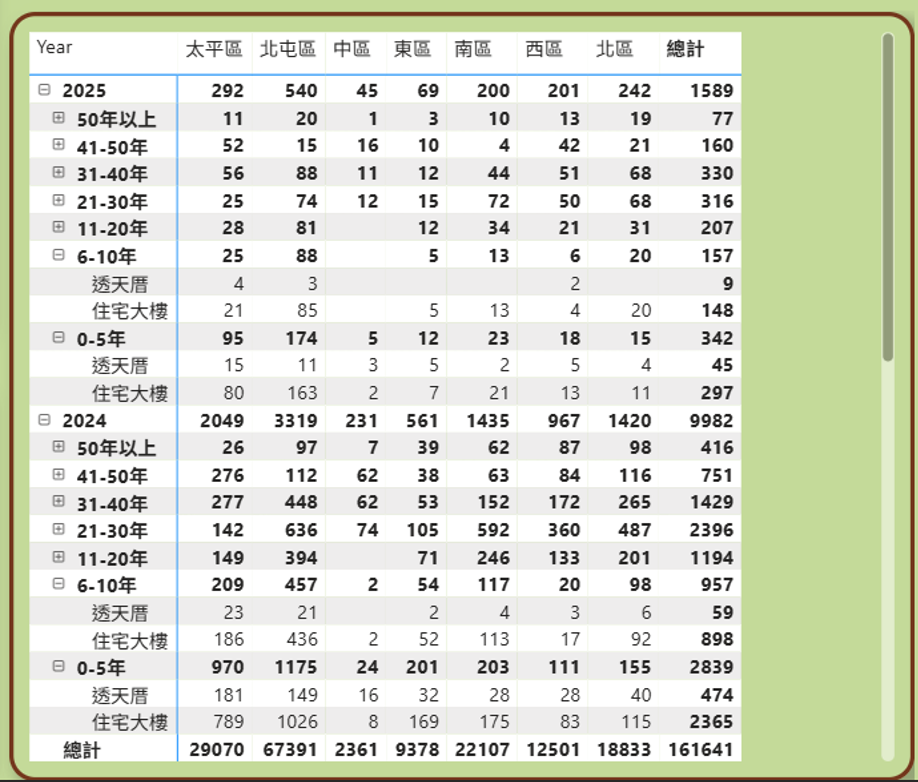 Year 太平區 北屯區 中區 東區 南區 西區 北區 總計
2025 292 540 45 69 200 201 242 1589
50年以上 11 20 1 3 10 13 19 77
41-50年 52 15 16 10 4 42 21 160
31-40年 56 88 11 12 44 51 68 330
21-30年 25 74 12 15 72 50 68 316
11-20年 28 81 12 34 21 31 207
6-10年 25 88 5 13 6 20 157
透天厝 4 3 2 9
住宅大樓 21 85 5 13 4 20 148
0-5年 95 174 5 12 23 18 15 342
透天厝 15 11 3 5 2 5 4 45
住宅大樓 80 163 2 7 21 13 11 297
2024 2049 3319 231 561 1435 967 1420 9982
50年以上 26 97 7 39 62 87 98 416
41-50年 276 112 62 38 63 84 116 751
31-40年 277 448 62 53 152 172 265 1429
21-30年 142 636 74 105 592 360 487 2396
11-20年 149 394 71 246 133 201 1194
6-10年 209 457 2 54 117 20 98 957
透天厝 23 21 2 4 3 6 59
住宅大樓 186 436 2 52 113 17 92 898
0-5年 970 1175 24 201 203 111 155 2839
透天厝 181 149 16 32 28 28 40 474
住宅大樓 789 1026 8 169 175 83 115 2365
總計 29070 67391 2361 9378 22107 12501 18833 161641